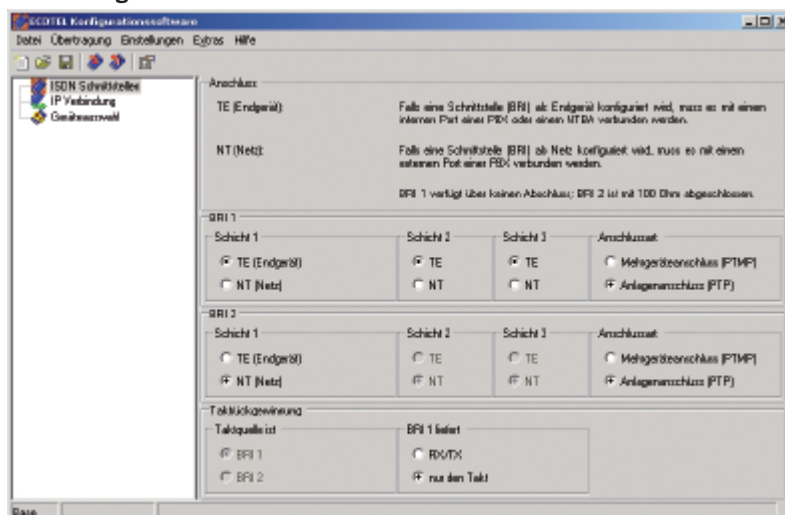 ECOTEL Konfigurationssoftware
Datei Übertragung Einstellungen Extras Hilfe
ISDN Schnittstellen
IP Verbindung
Geräteauswahl
Anschluss
TE (Endgerät):
Falls eine Schnittstelle (BRI) als Endgerät konfiguriert wird, muss es mit einem
internen Port einer PBX oder einem NTBA verbunden werden.
NT (Netz):
Falls eine Schnittstelle (BRI) als Netz konfiguriert wird, muss es mit einem
externen Port einer PBX verbunden werden.
BRI 1 verfügt über keinen Abschluss; BRI 2 ist mit 100 Ohm abgeschlossen.
BRI 1
Schicht 1 Schicht 2 Schicht 3 Anschlussart
TE (Endgerät) TE TE Mehrgeräteanschluss (PTMP)
NT (Netz) NT NT Anlagenanschluss (PTP)
BRI 2
Schicht 1 Schicht 2 Schicht 3 Anschlussart
TE (Endgerät) TE TE Mehrgeräteanschluss (PTMP)
NT (Netz) NT NT Anlagenanschluss (PTP)
Taktrückgewinnung
Taktquelle ist BRI 1 liefert
BRI 1 RX/TX
BRI 2 nur den Takt
Base